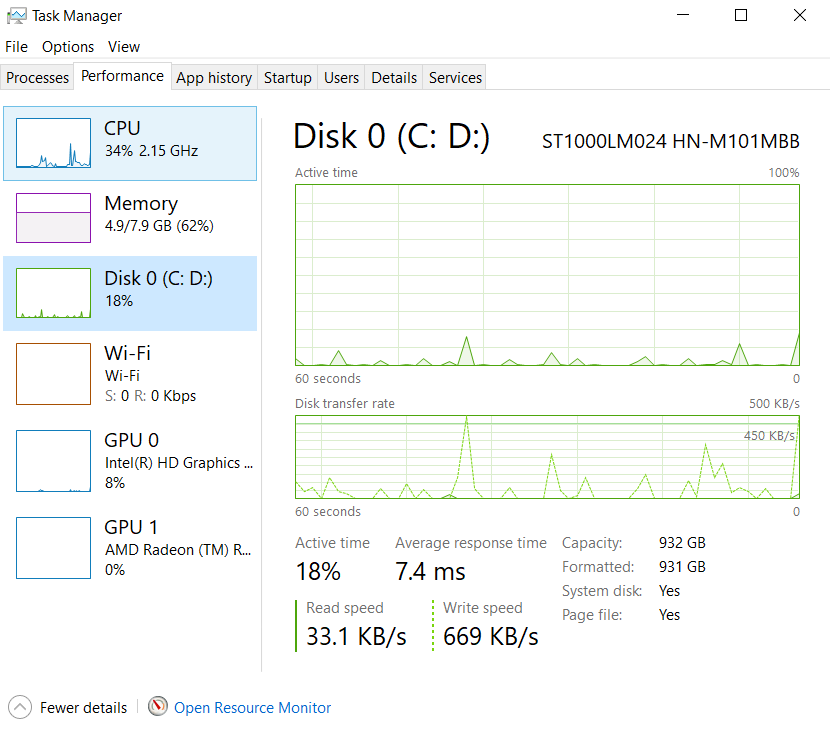 Task Manager
File Options View
Processes Performance App history Startup Users Details Services
CPU
34% 2.15 GHz
Memory
4.9/7.9 GB (62%)
Disk 0 (C: D:)
18%
Wi-Fi
Wi-Fi
S: 0 R: 0 Kbps
GPU 0
Intel(R) HD Graphics ...
8%
GPU 1
AMD Radeon (TM) R...
0%
Disk 0 (C: D:) ST1000LM024 HN-M101MBB
Active time 100%
60 seconds 0
Disk transfer rate 500 KB/s
450 KB/s
60 seconds 0
Active time Average response time
18% 7.4 ms
Read speed Write speed
33.1 KB/s 669 KB/s
Capacity: 932 GB
Formatted: 931 GB
System disk: Yes
Page file: Yes
Fewer details Open Resource Monitor